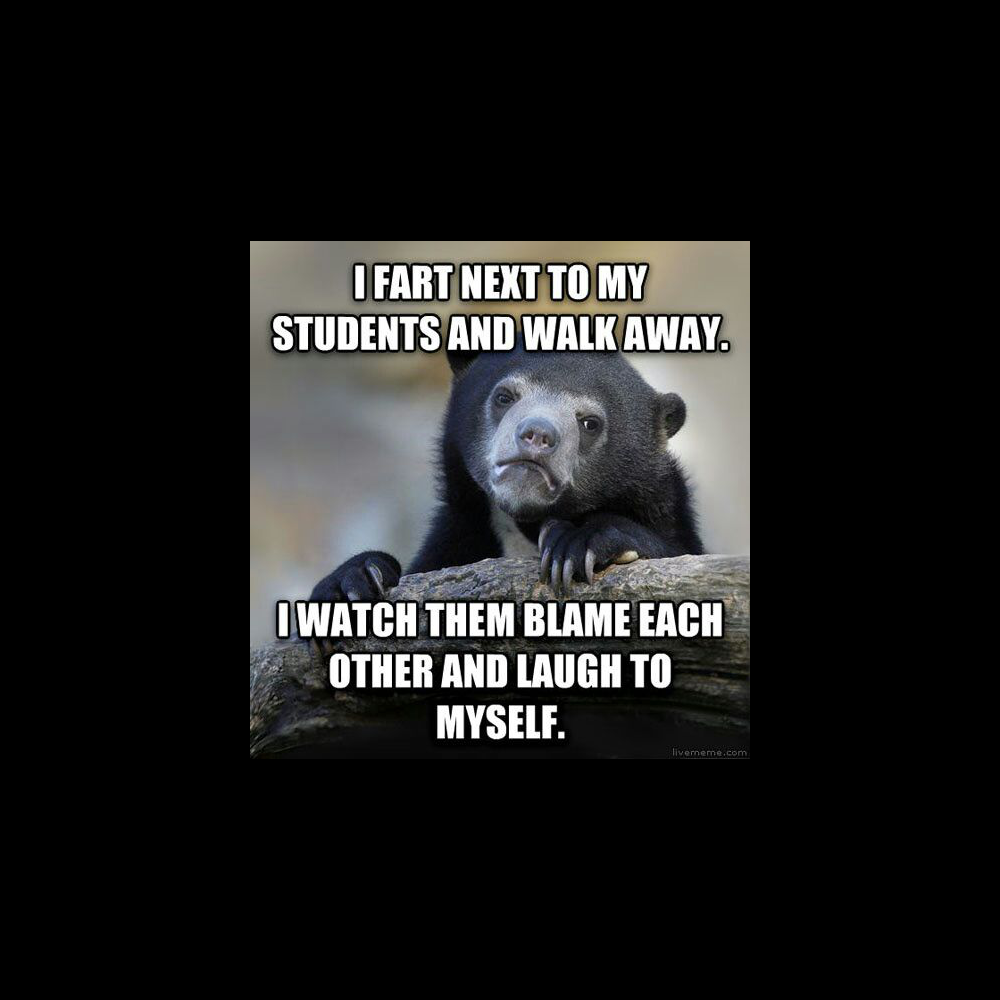 I FART NEXT TO MY
STUDENTS AND WALK AWAY.
I WATCH THEM BLAME EACH
OTHER AND LAUGH TO
MYSELF.
livememe.com